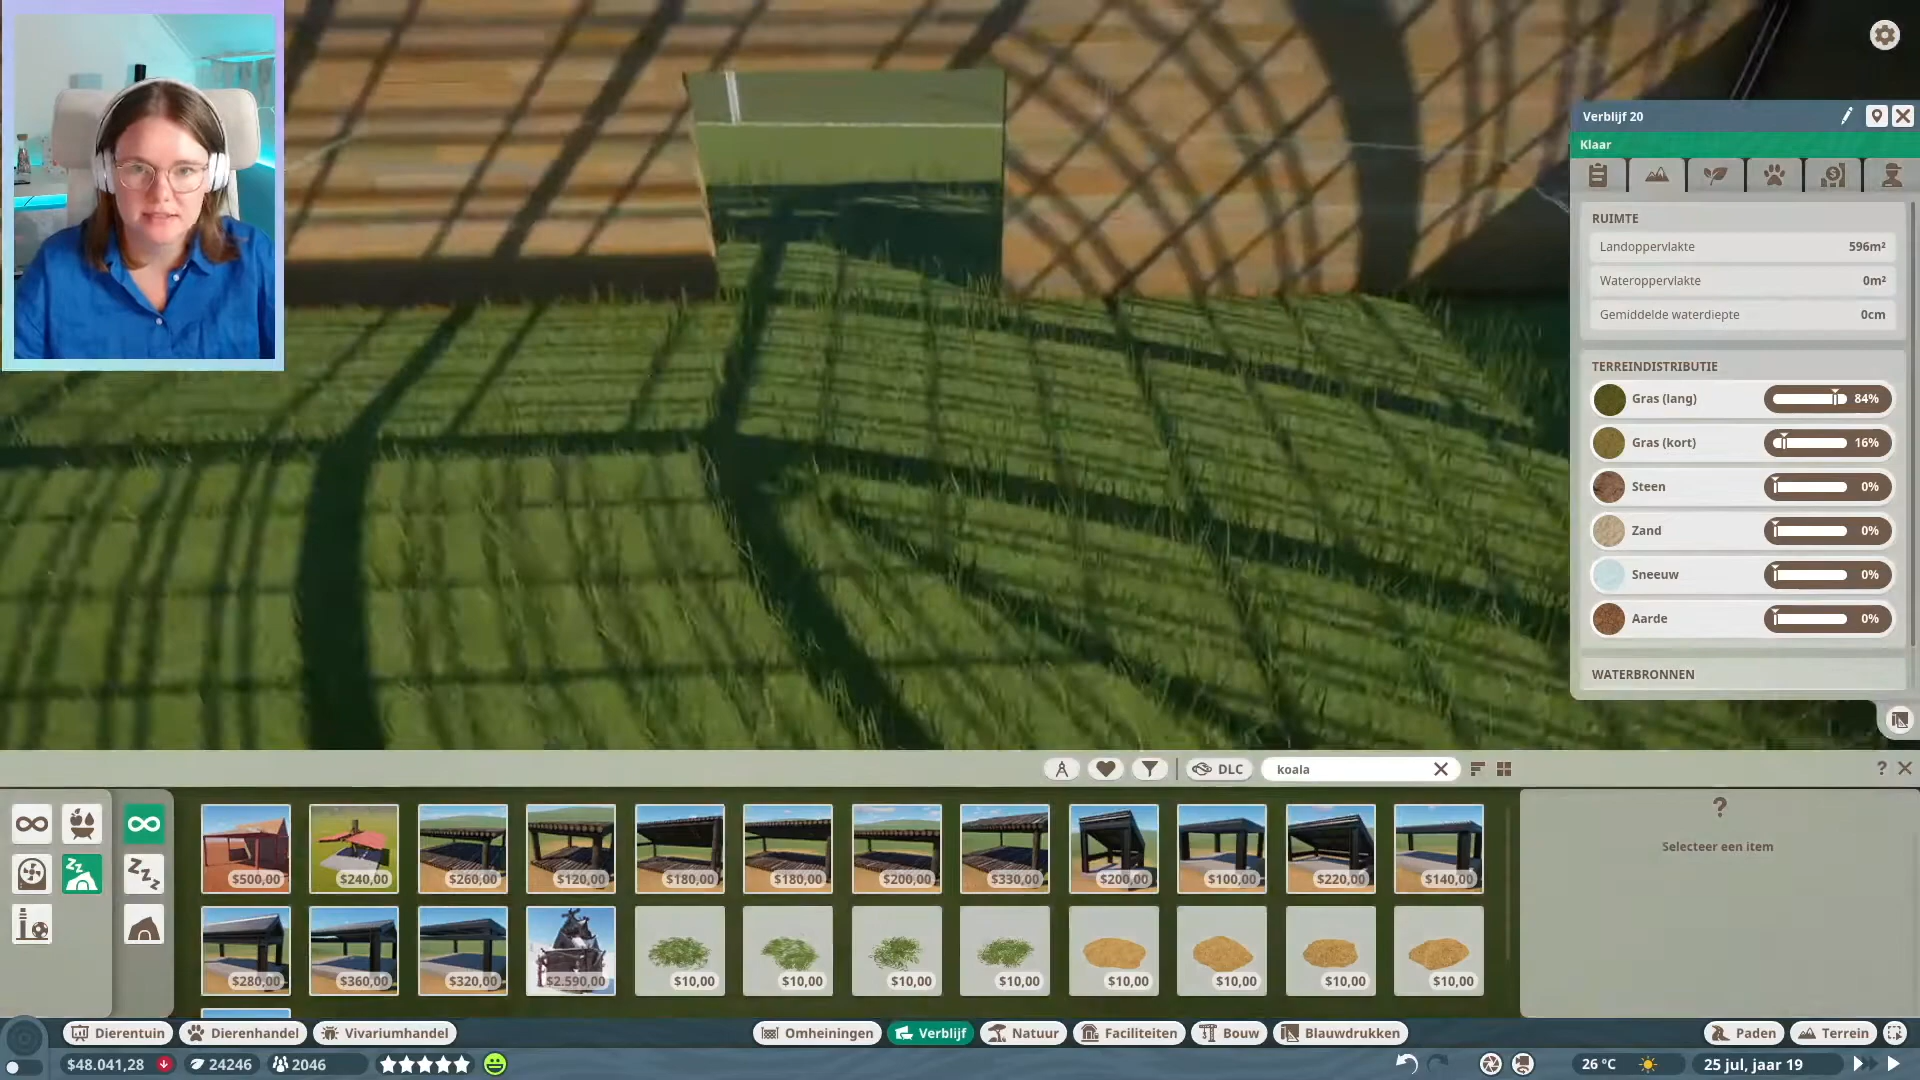 Verblijf 20
Klaar
RUIMTE
Landoppervlakte 596m²
Wateroppervlakte 0m²
Gemiddelde waterdiepte 0cm
TERREINDISTRIBUTIE
Gras (lang) 84%
Gras (kort) 16%
Steen 0%
Zand 0%
Sneeuw 0%
Aarde 0%
WATERBRONNEN
DLC koala ?
$500,00 $240,00 $260,00 $120,00 $180,00 $180,00 $200,00 $330,00 $200,00 $100,00 $220,00 $140,00
$280,00 $360,00 $320,00 $2.590,00 $10,00 $10,00 $10,00 $10,00 $10,00 $10,00 $10,00 $10,00
?
Selecteer een item
Dierentuin Dierenhandel Vivariumhandel Omheiningen Verblijf Natuur Faciliteiten Bouw Blauwdrukken Paden Terrein
$48.041,28 24246 2046 26 °C 25 jul, jaar 19